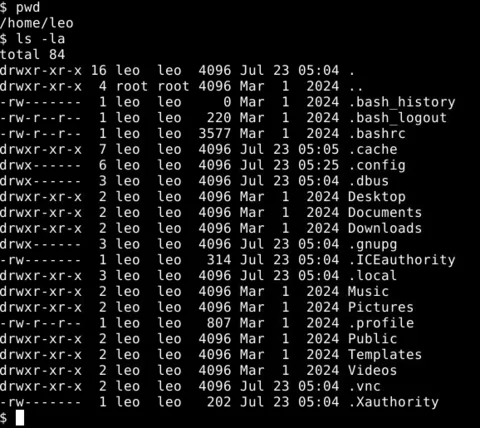 $ pwd
/home/leo
$ ls -la
total 84
drwxr-xr-x 16 leo  leo  4096 Jul 23 05:04 .
drwxr-xr-x  4 root root 4096 Mar  1  2024 ..
-rw-------  1 leo  leo     0 Mar  1  2024 .bash_history
-rw-r--r--  1 leo  leo   220 Mar  1  2024 .bash_logout
-rw-r--r--  1 leo  leo  3577 Mar  1  2024 .bashrc
drwxr-xr-x  7 leo  leo  4096 Jul 23 05:05 .cache
drwx------  6 leo  leo  4096 Jul 23 05:25 .config
drwx------  3 leo  leo  4096 Jul 23 05:04 .dbus
drwxr-xr-x  2 leo  leo  4096 Mar  1  2024 Desktop
drwxr-xr-x  2 leo  leo  4096 Mar  1  2024 Documents
drwxr-xr-x  2 leo  leo  4096 Mar  1  2024 Downloads
drwx------  3 leo  leo  4096 Jul 23 05:04 .gnupg
-rw-------  1 leo  leo   314 Jul 23 05:04 .ICEauthority
drwxr-xr-x  3 leo  leo  4096 Jul 23 05:04 .local
drwxr-xr-x  2 leo  leo  4096 Mar  1  2024 Music
drwxr-xr-x  2 leo  leo  4096 Mar  1  2024 Pictures
-rw-r--r--  1 leo  leo   807 Mar  1  2024 .profile
drwxr-xr-x  2 leo  leo  4096 Mar  1  2024 Public
drwxr-xr-x  2 leo  leo  4096 Mar  1  2024 Templates
drwxr-xr-x  2 leo  leo  4096 Mar  1  2024 Videos
drwxr-xr-x  2 leo  leo  4096 Jul 23 05:04 .vnc
-rw-------  1 leo  leo   202 Jul 23 05:04 .Xauthority
$